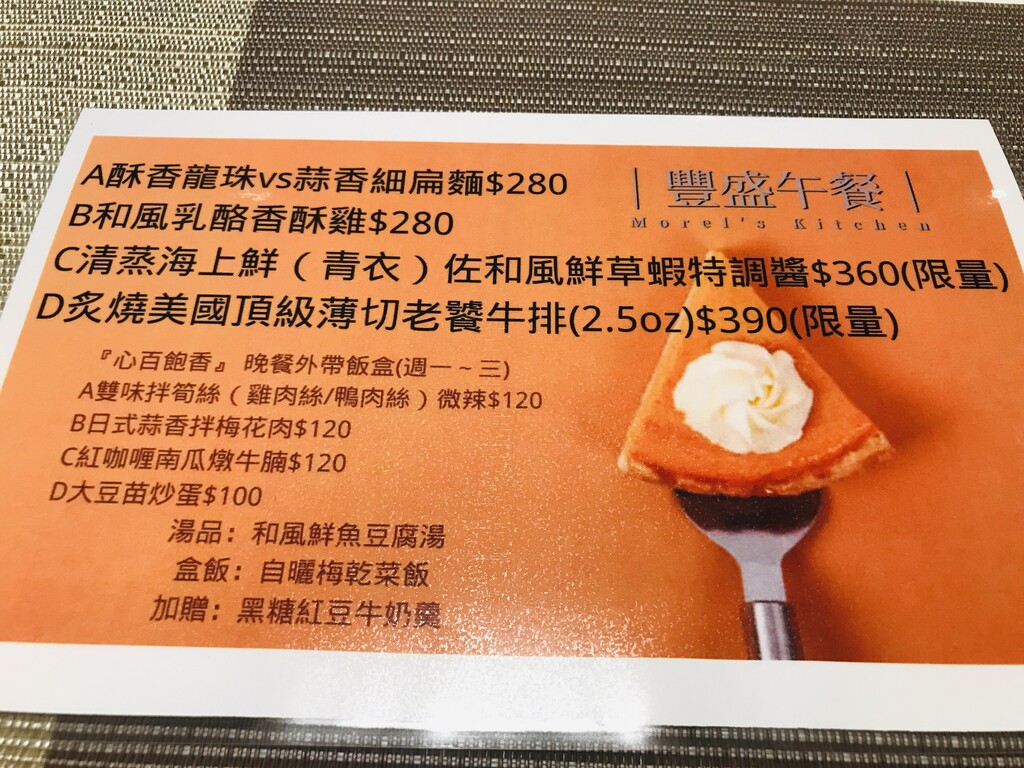 豐盛午餐
Morel's Kitchen
A酥香龍珠vs蒜香細扁麵$280
B和風乳酪香酥雞$280
C清蒸海上鮮（青衣）佐和風鮮草蝦特調醬$360(限量)
D炙燒美國頂級薄切老饕牛排(2.5oz)$390(限量)
『心百飽香』 晚餐外帶飯盒(週一~三)
A雙味拌筍絲（雞肉絲/鴨肉絲）微辣$120
B日式蒜香拌梅花肉$120
C紅咖喱南瓜燉牛腩$120
D大豆苗炒蛋$100
湯品：和風鮮魚豆腐湯
盒飯：自曬梅乾菜飯
加贈：黑糖紅豆牛奶羹